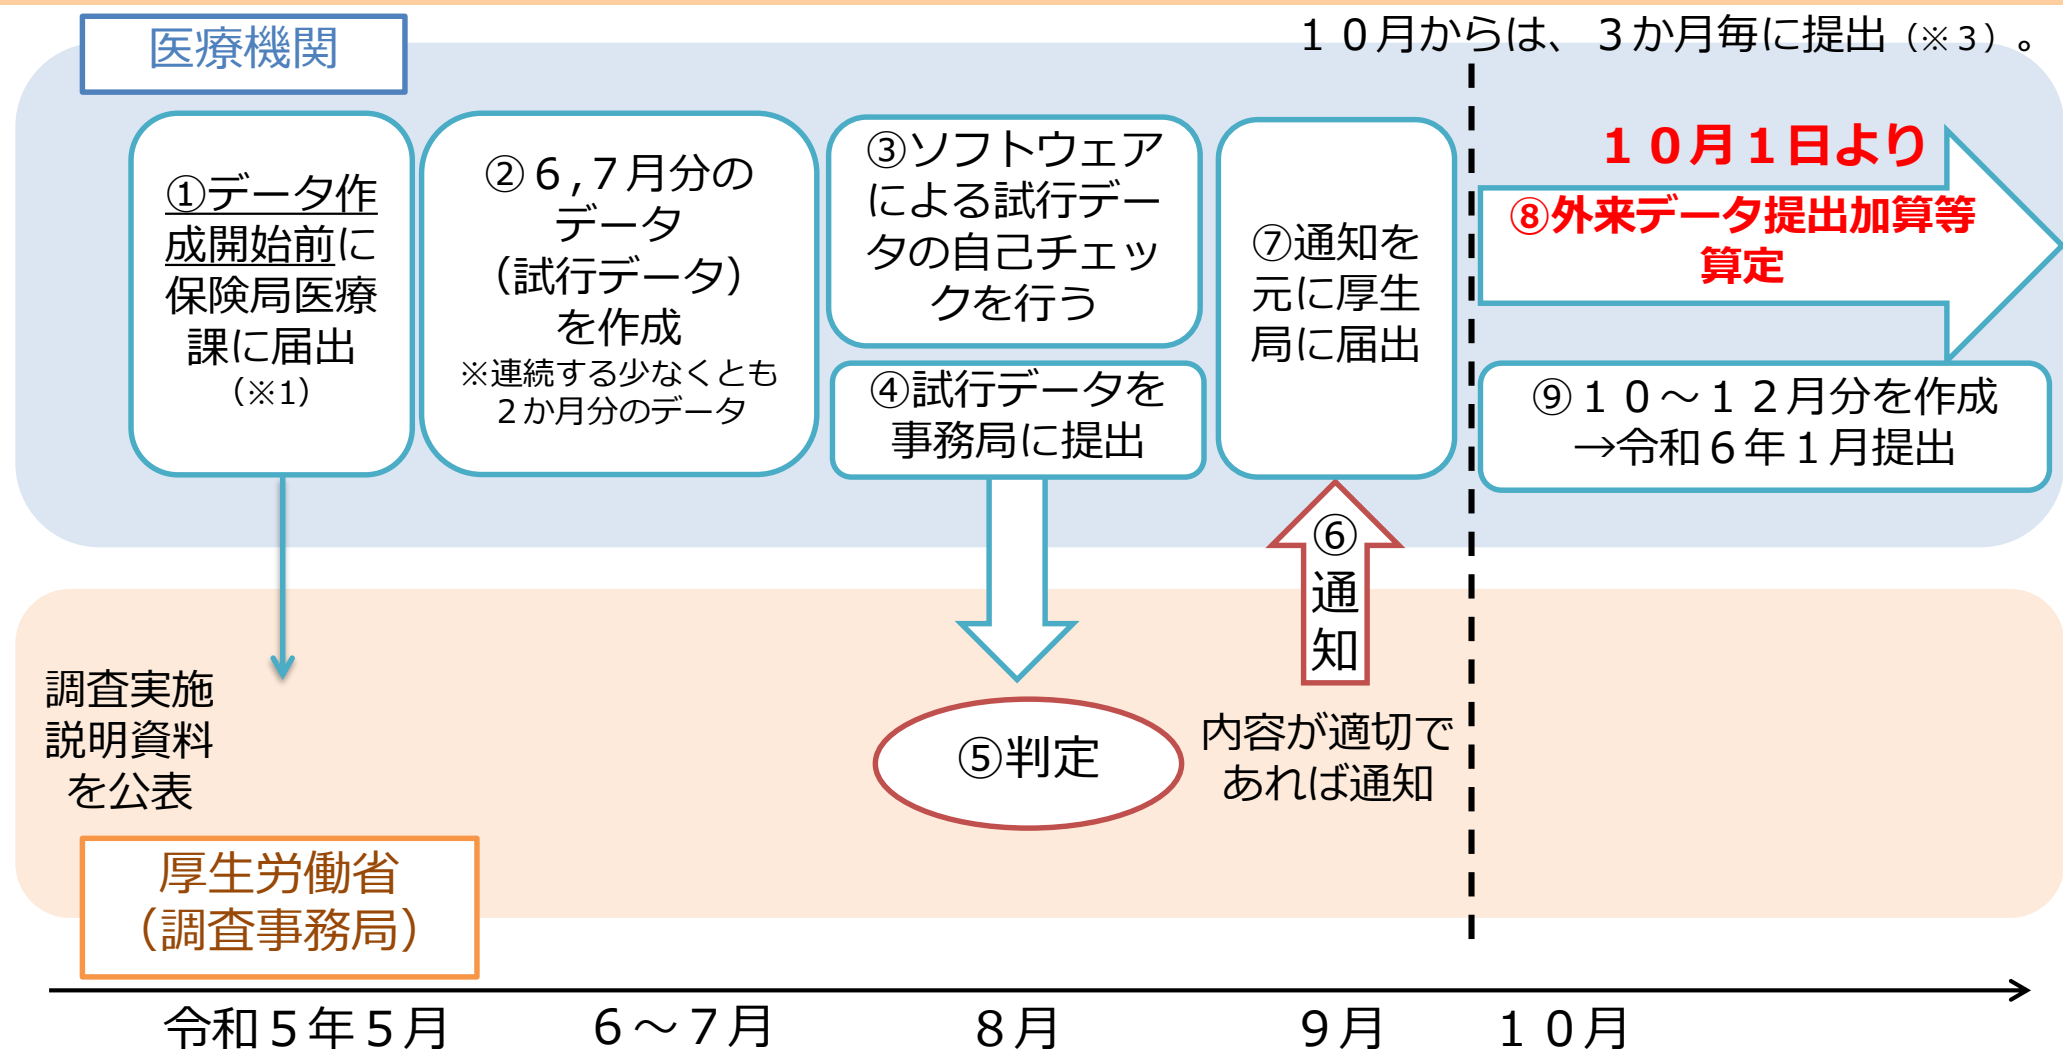 医療機関
１０月からは、３か月毎に提出（※３）。
①データ作
成開始前に
保険局医療
課に届出
（※1）
②６,７月分の
データ
（試行データ）
を作成
※連続する少なくとも
２か月分のデータ
③ソフトウェア
による試行デー
タの自己チェッ
クを行う
④試行データを
事務局に提出
⑦通知を
元に厚生
局に届出
１０月１日より
⑧外来データ提出加算等
算定
⑨１０～１２月分を作成
→令和６年１月提出
⑥
通
知
調査実施
説明資料
を公表
⑤判定
内容が適切で
あれば通知
厚生労働省
（調査事務局）
令和５年５月
６～７月
８月
９月
１０月